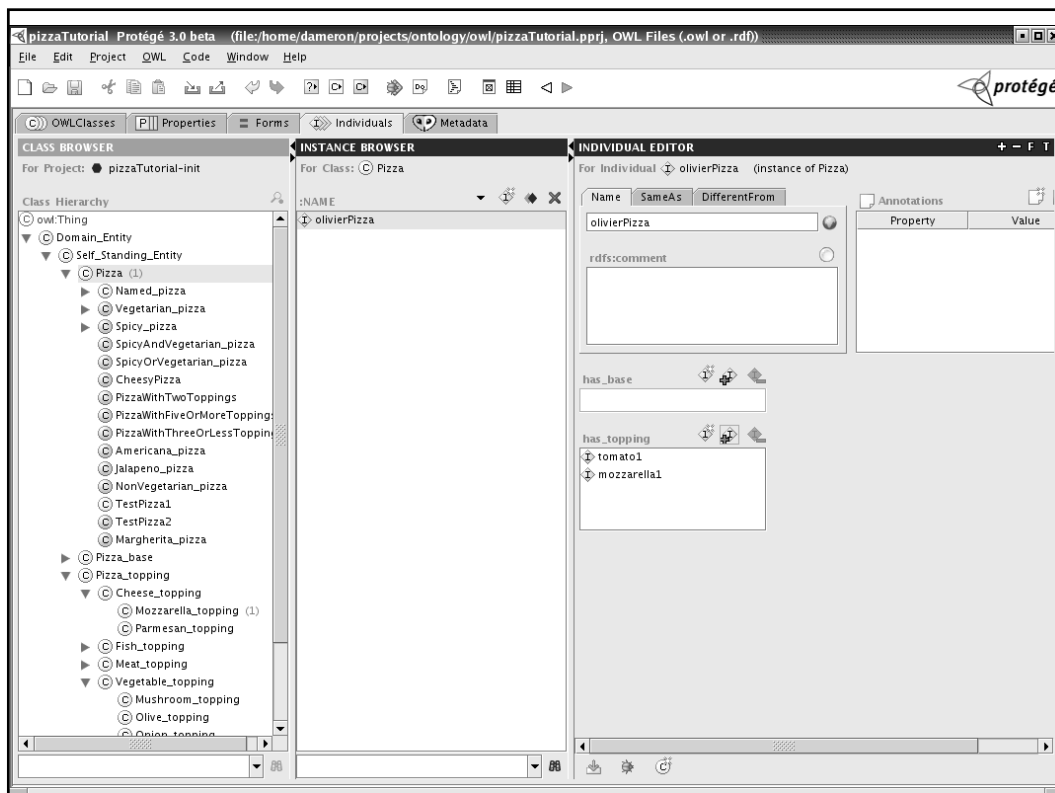 pizzaTutorial Protégé 3.0 beta (file:/home/dameron/projects/ontology/owl/pizzaTutorial.pprj, OWL Files (.owl or .rdf))
File Edit Project OWL Code Window Help
protégé
OWLClasses Properties Forms Individuals Metadata
CLASS BROWSER
For Project: pizzaTutorial-init
Class Hierarchy
owl:Thing
Domain_Entity
Self_Standing_Entity
Pizza (1)
Named_pizza
Vegetarian_pizza
Spicy_pizza
SpicyAndVegetarian_pizza
SpicyOrVegetarian_pizza
CheesyPizza
PizzaWithTwoToppings
PizzaWithFiveOrMoreToppings
PizzaWithThreeOrLessTopping
Americana_pizza
Jalapeno_pizza
NonVegetarian_pizza
TestPizza1
TestPizza2
Margherita_pizza
Pizza_base
Pizza_topping
Cheese_topping
Mozzarella_topping (1)
Parmesan_topping
Fish_topping
Meat_topping
Vegetable_topping
Mushroom_topping
Olive_topping
Onion_topping
INSTANCE BROWSER
For Class: C Pizza
:NAME
olivierPizza
INDIVIDUAL EDITOR + − F T
For Individual olivierPizza (instance of Pizza)
Name SameAs DifferentFrom
olivierPizza
rdfs:comment
Annotations
Property Value
has_base
has_topping
tomato1
mozzarella1